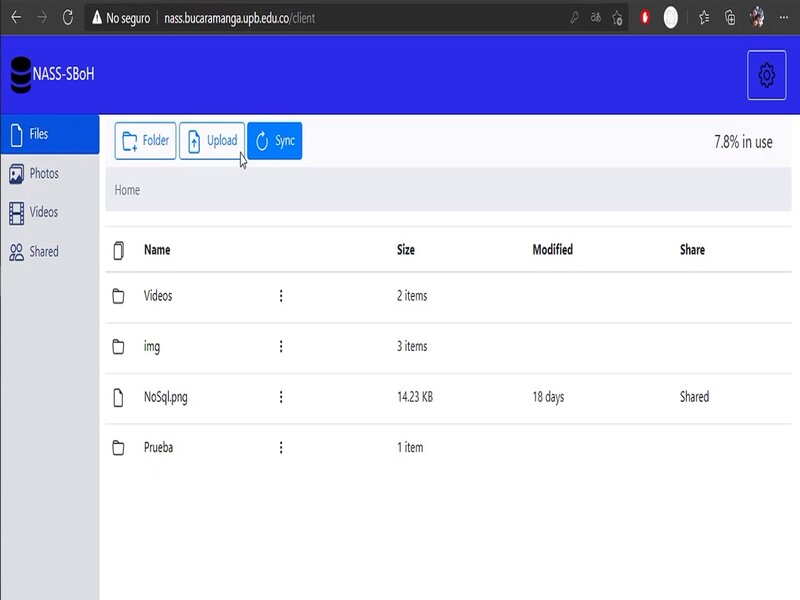 No seguro nass.bucaramanga.upb.edu.co/client
NASS-SBoH
Files
Photos
Videos
Shared
Folder Upload Sync 7.8% in use
Home
Name Size Modified Share
Videos 2 items
img 3 items
NoSql.png 14.23 KB 18 days Shared
Prueba 1 item